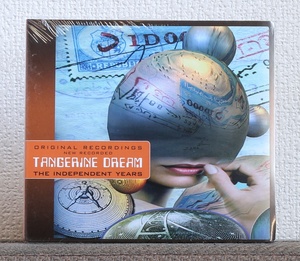 IDO
ORIGINAL RECORDINGS
NEW RECORDED
TANGERINE DREAM
THE INDEPENDENT YEARS